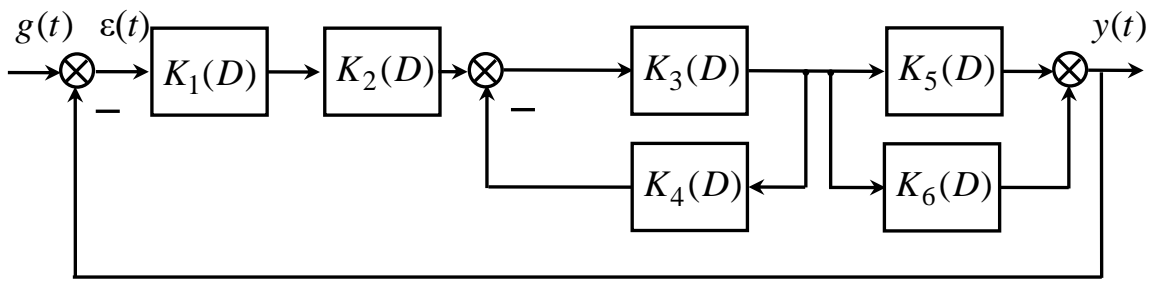 g(t) ε(t) y(t)
K₁(D) K₂(D) K₃(D) K₅(D)
– –
K₄(D) K₆(D)